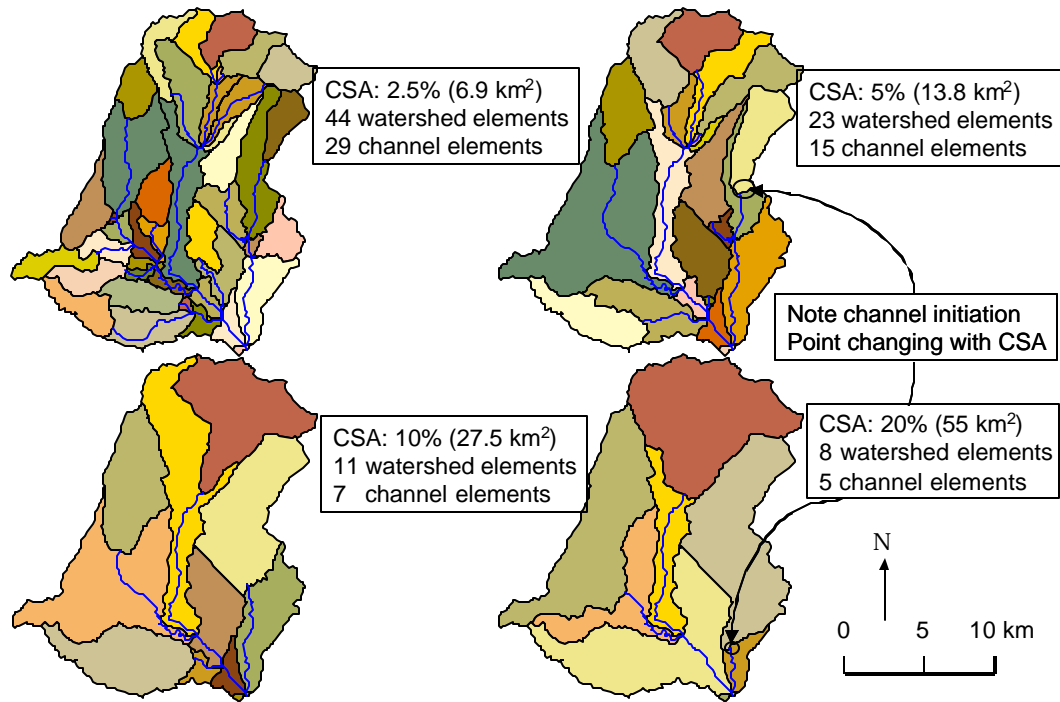 CSA: 2.5% (6.9 km²)
44 watershed elements
29 channel elements
CSA: 5% (13.8 km²)
23 watershed elements
15 channel elements
Note channel initiation
Point changing with CSA
CSA: 10% (27.5 km²)
11 watershed elements
7 channel elements
CSA: 20% (55 km²)
8 watershed elements
5 channel elements
N
0 5 10 km